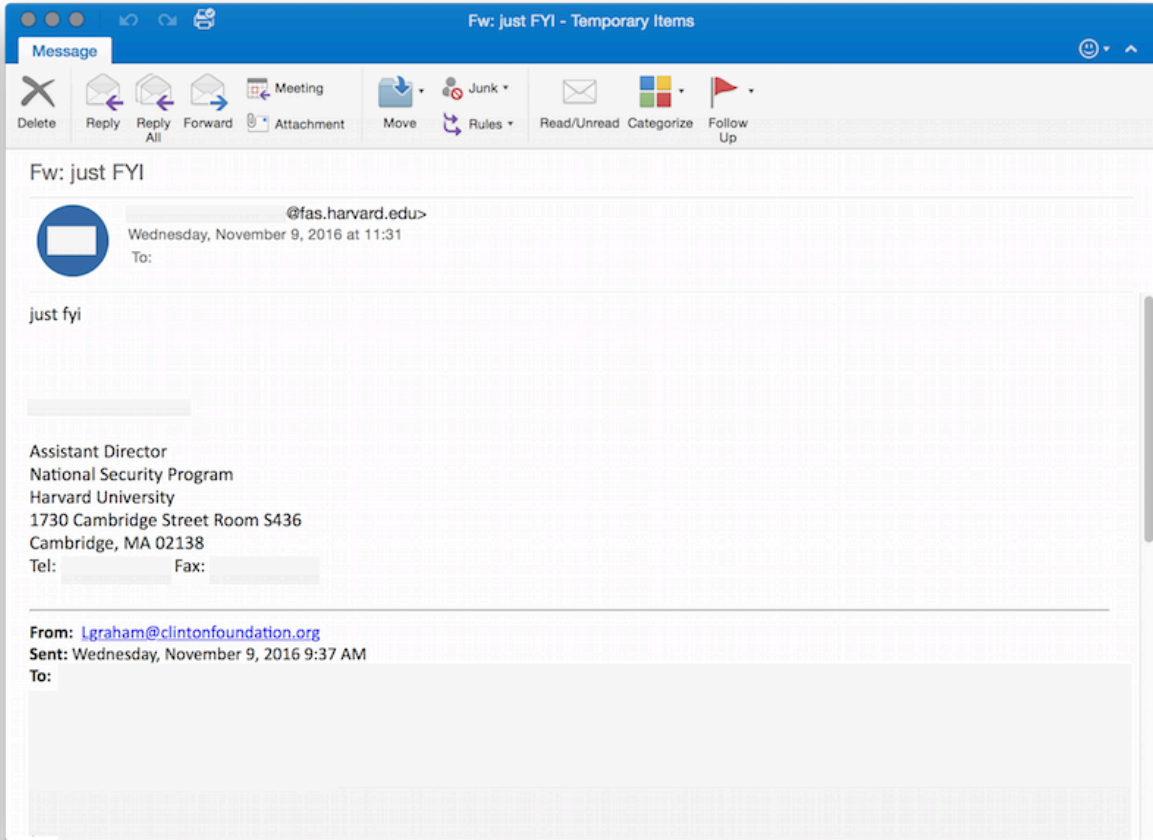 Fw: just FYI - Temporary Items
Message
Delete
Reply
Reply All
Forward
Meeting
Attachment
Move
Junk
Rules
Read/Unread
Categorize
Follow Up
Fw: just FYI
@fas.harvard.edu>
Wednesday, November 9, 2016 at 11:31
To:
just fyi
Assistant Director
National Security Program
Harvard University
1730 Cambridge Street Room S436
Cambridge, MA 02138
Tel: Fax:
From: Lgraham@clintonfoundation.org
Sent: Wednesday, November 9, 2016 9:37 AM
To: